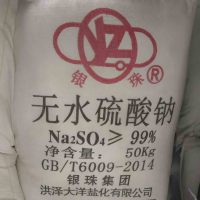 NZ®
银珠
无水硫酸钠
Na₂SO₄≥99%
净含量：50Kg
GB/T6009-2014
银珠集团
洪泽大洋盐化有限公司